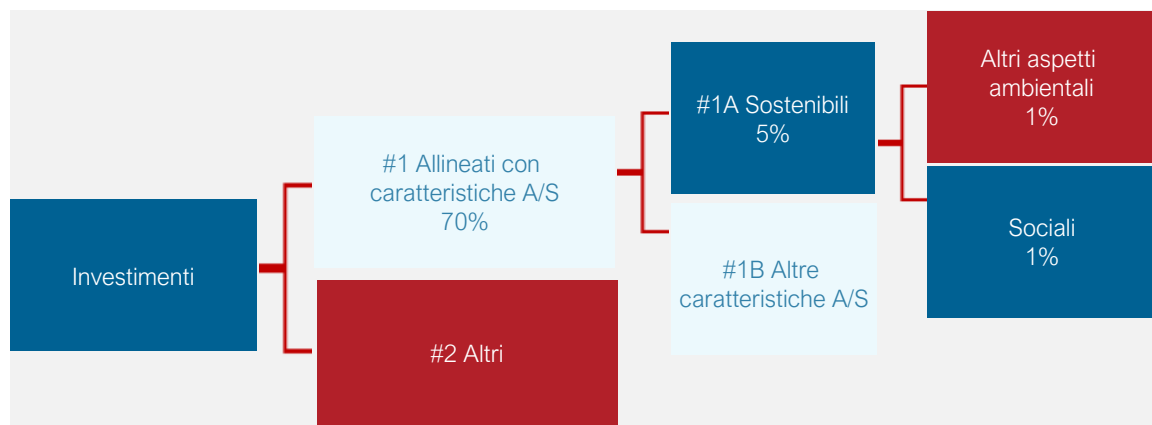 Investimenti
#1 Allineati con
caratteristiche A/S
70%
#2 Altri
#1A Sostenibili
5%
#1B Altre
caratteristiche A/S
Altri aspetti
ambientali
1%
Sociali
1%